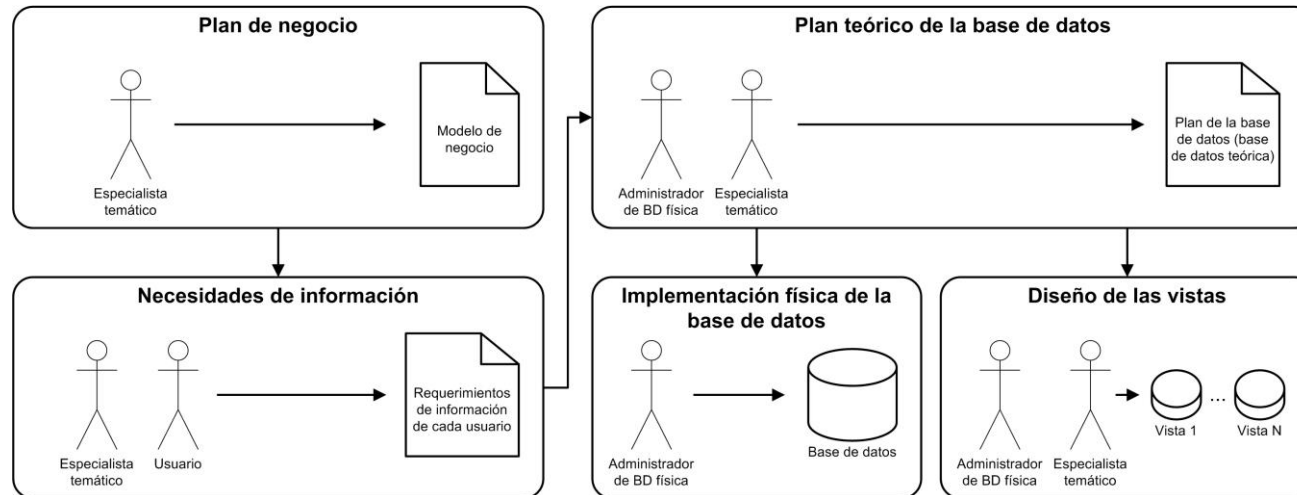 Plan de negocio
Modelo de
negocio
Especialista
temático
Necesidades de información
Requerimientos
de información
de cada usuario
Especialista
temático
Usuario
Plan teórico de la base de datos
Plan de la base
de datos (base
de datos teórica)
Administrador
de BD física
Especialista
temático
Implementación física de la
base de datos
Administrador
de BD física
Base de datos
Diseño de las vistas
...
Vista 1
Vista N
Administrador
de BD física
Especialista
temático